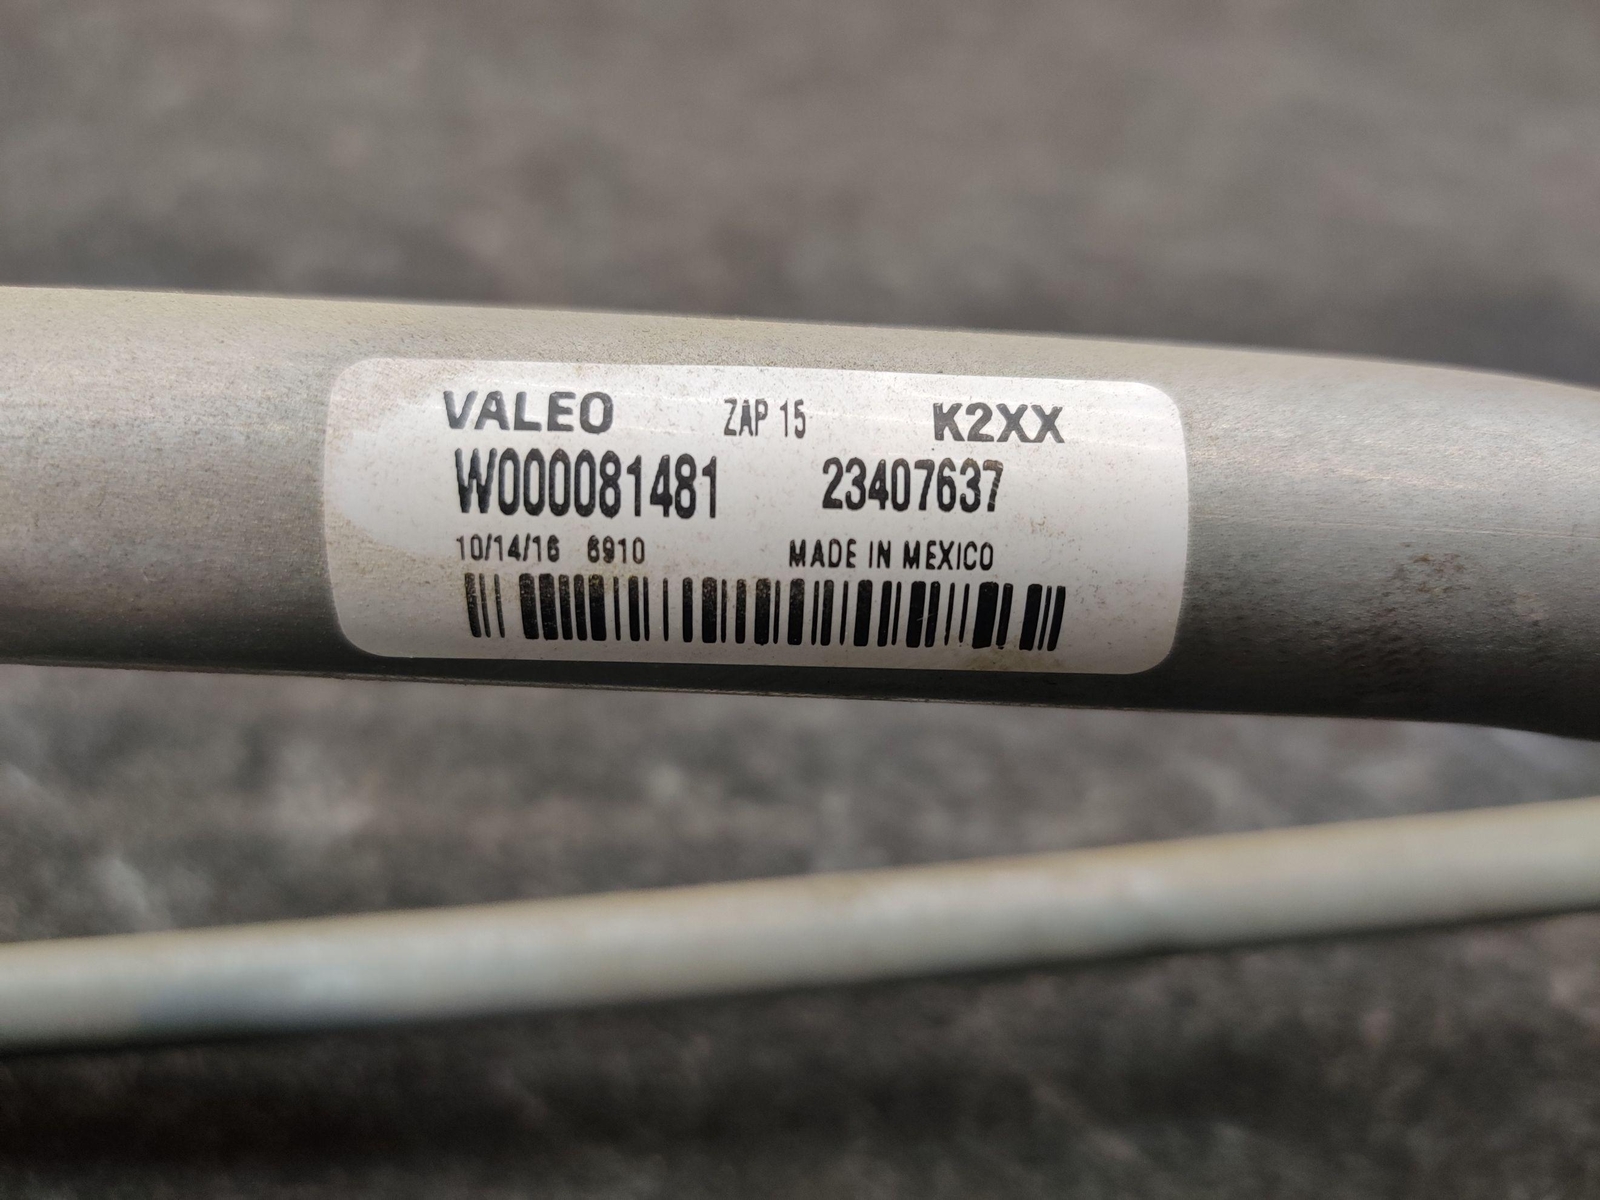 VALEO ZAP 15 K2XX
W000081481 23407637
10/14/16 6910 MADE IN MEXICO